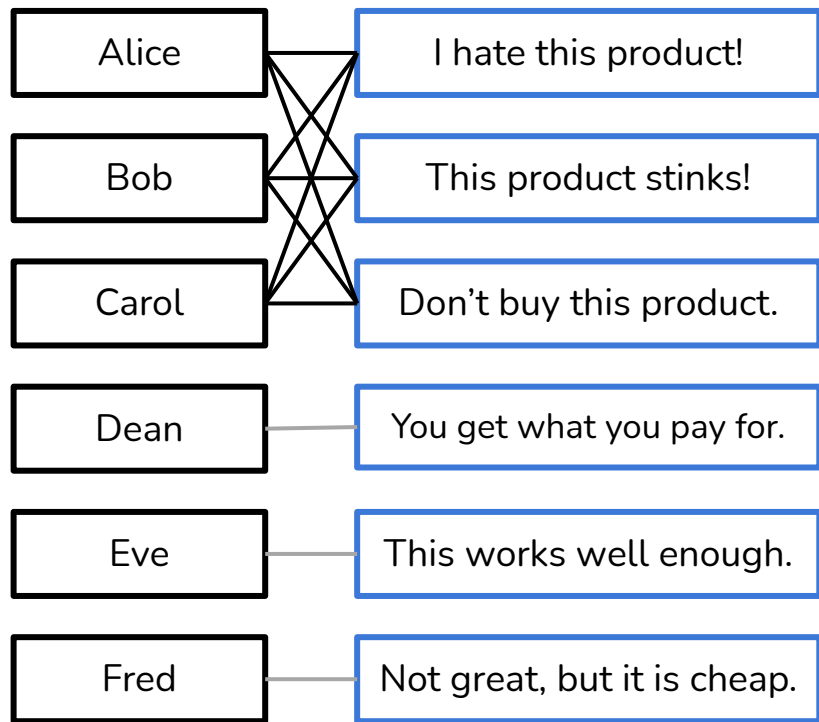 Alice
I hate this product!
Bob
This product stinks!
Carol
Don’t buy this product.
Dean
You get what you pay for.
Eve
This works well enough.
Fred
Not great, but it is cheap.